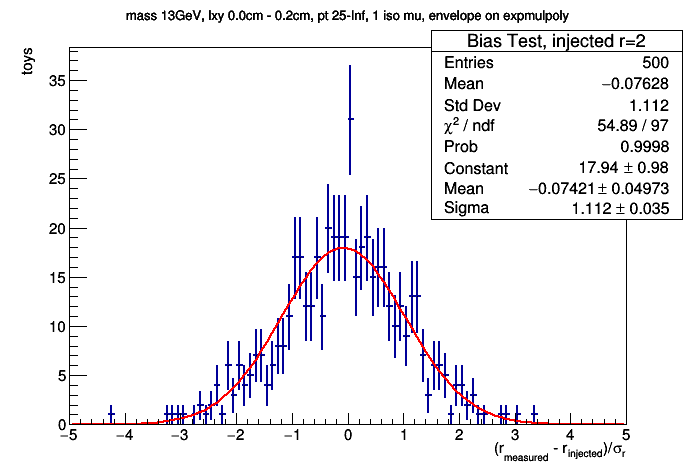 mass 13GeV, lxy 0.0cm - 0.2cm, pt 25-Inf, 1 iso mu, envelope on expmulpoly
Bias Test, injected r=2
Entries 500
Mean −0.07628
Std Dev 1.112
χ² / ndf 54.89 / 97
Prob 0.9998
Constant 17.94 ± 0.98
Mean −0.07421 ± 0.04973
Sigma 1.112 ± 0.035
toys
35
30
25
20
15
10
5
0
−5 −4 −3 −2 −1 0 1 2 3 4 5
(r_measured - r_injected)/σ_r